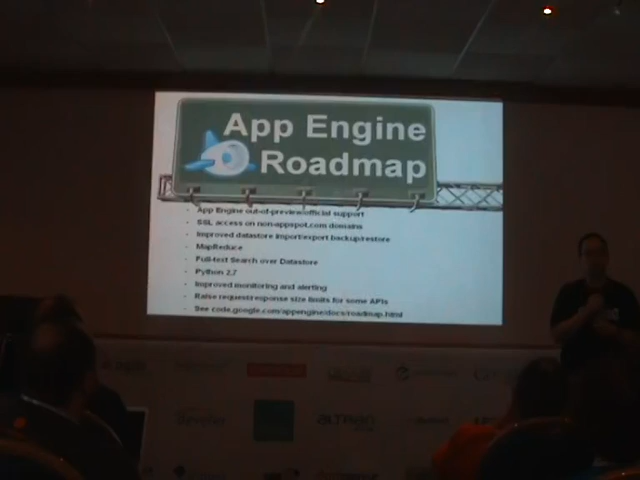 App Engine
Roadmap
- App Engine out-of-preview/official support
- SSL access on non-appspot.com domains
- Improved datastore import/export backup/restore
- MapReduce
- Full-text Search over Datastore
- Python 2.7
- Improved monitoring and alerting
- Raise request/response size limits for some APIs
- See code.google.com/appengine/docs/roadmap.html
ALTRAN